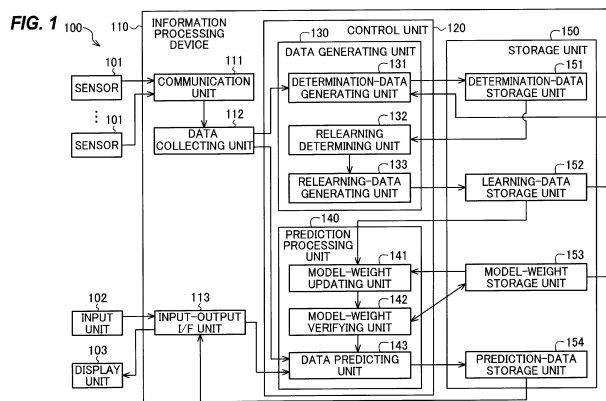 FIG. 1
100
110
INFORMATION
PROCESSING
DEVICE
CONTROL UNIT
120
130
DATA GENERATING UNIT
150
STORAGE UNIT
101
SENSOR
111
COMMUNICATION
UNIT
131
DETERMINATION-DATA
GENERATING UNIT
151
DETERMINATION-DATA
STORAGE UNIT
101
SENSOR
112
DATA
COLLECTING UNIT
132
RELEARNING
DETERMINING UNIT
133
RELEARNING-DATA
GENERATING UNIT
152
LEARNING-DATA
STORAGE UNIT
140
PREDICTION
PROCESSING
UNIT
141
MODEL-WEIGHT
UPDATING UNIT
153
MODEL-WEIGHT
STORAGE UNIT
102
INPUT
UNIT
113
INPUT-OUTPUT
I/F UNIT
142
MODEL-WEIGHT
VERIFYING UNIT
103
DISPLAY
UNIT
143
DATA PREDICTING
UNIT
154
PREDICTION-DATA
STORAGE UNIT